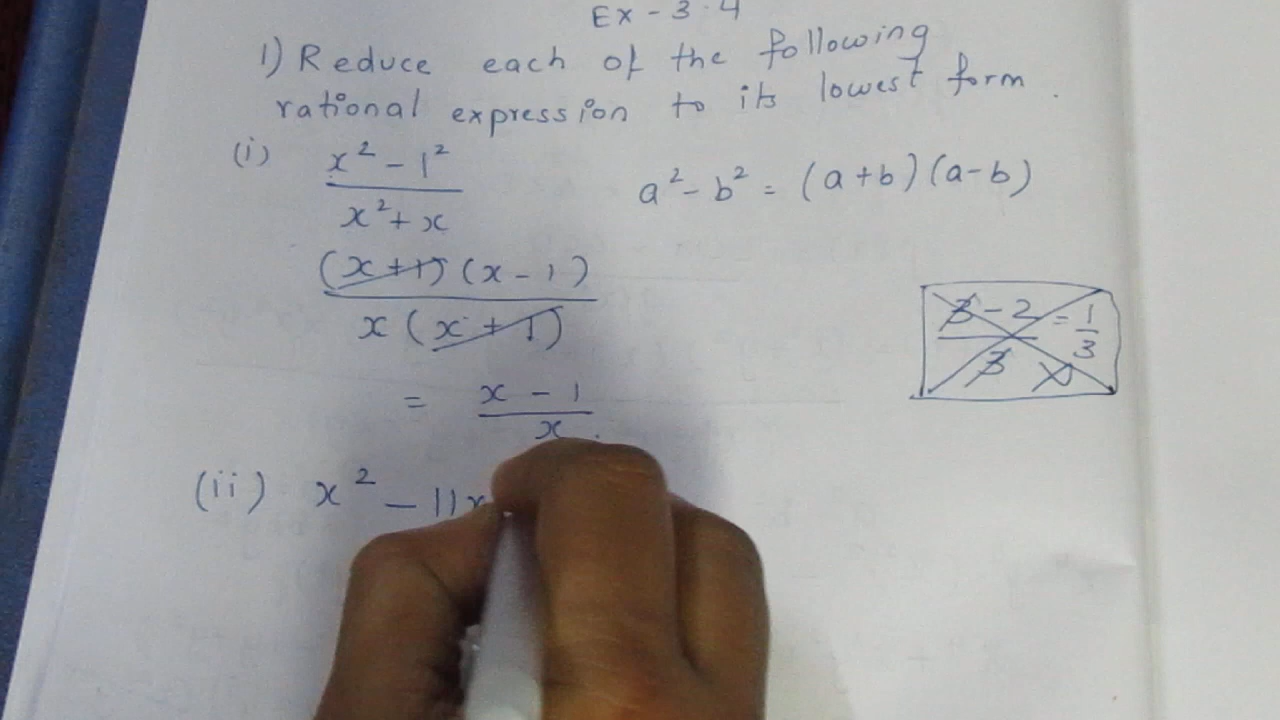 Ex - 3.4
1) Reduce each of the following
rational expression to its lowest form.
(i) x² - 1² / x² + x
a² - b² = (a+b)(a-b)
(x+1)(x-1) / x(x+1)
3 - 2 / 3 = 1/3 X
= x - 1 / x.
(ii) x² - 11x